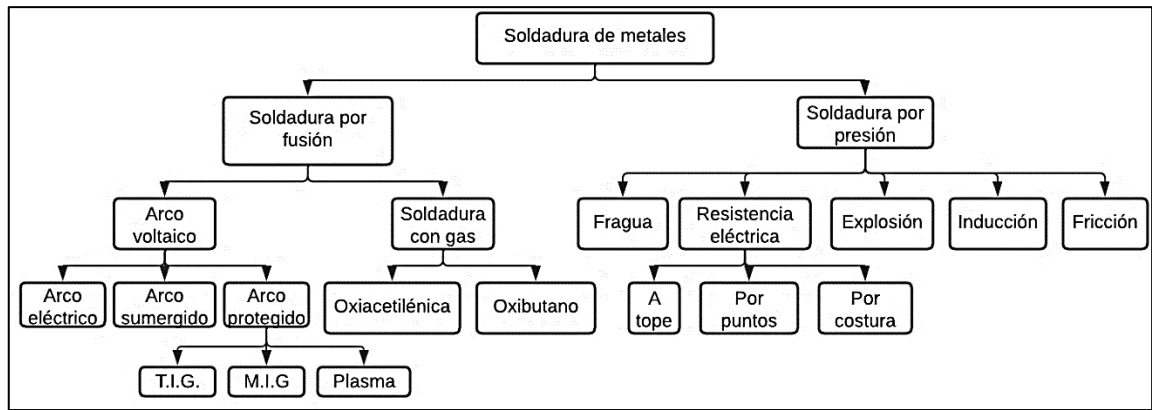 Soldadura de metales
Soldadura por
fusión
Soldadura por
presión
Arco
voltaico
Soldadura
con gas
Fragua
Resistencia
eléctrica
Explosión
Inducción
Fricción
Arco
eléctrico
Arco
sumergido
Arco
protegido
Oxiacetilénica
Oxibutano
A
tope
Por
puntos
Por
costura
T.I.G.
M.I.G
Plasma